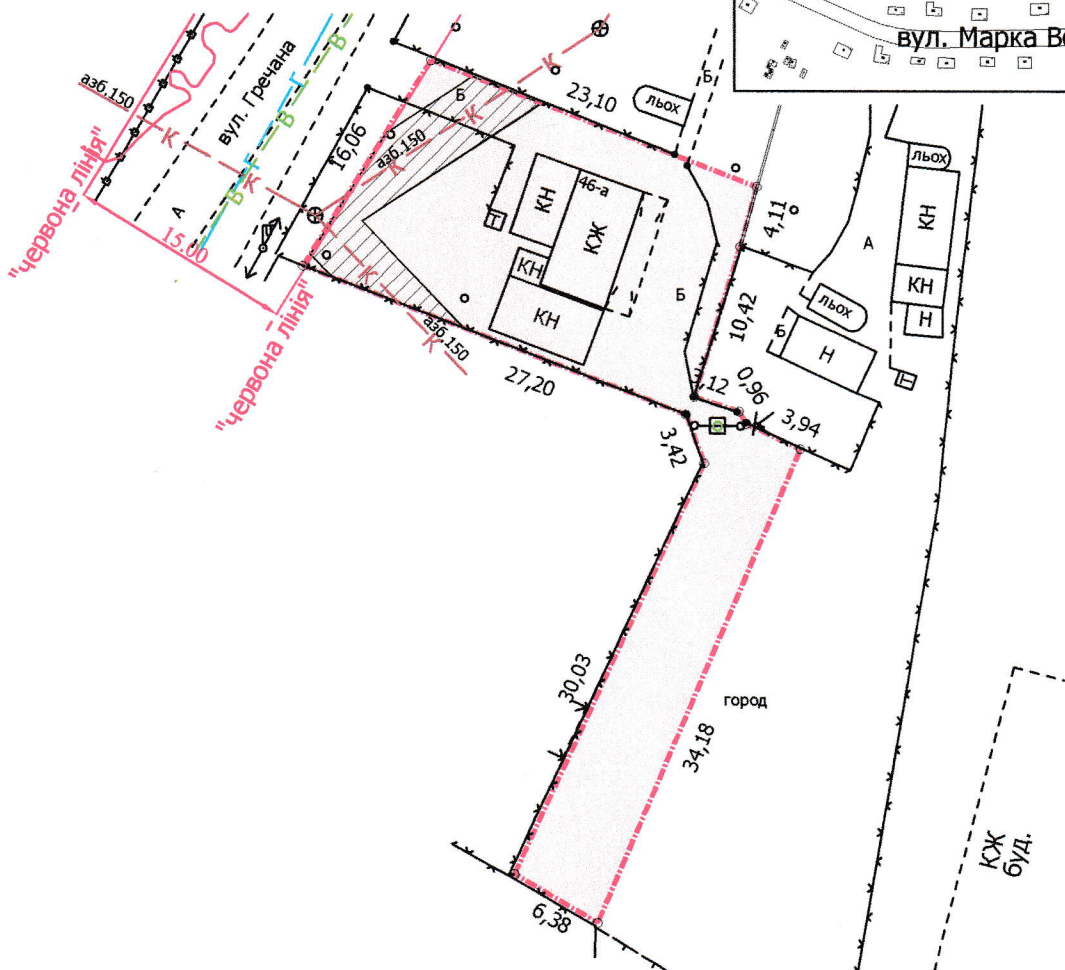 вул. Марка Во
азб.150
К
вул. Гречана
Г
В
В
Г
В
К
А
"червона лінія"
15.00
"червона лінія"
16,06
Б
азб.150
К
К
К
23,10
льох
Б
46-а
КН
КЖ
Т
КН
КН
Б
К
азб.150
К
27,20
4,11
10,42
,12
0,96
3,94
3,42
А
льох
КН
КН
Н
льох
Б
Н
Т
30,03
34,18
город
6,38
КЖ
буд.